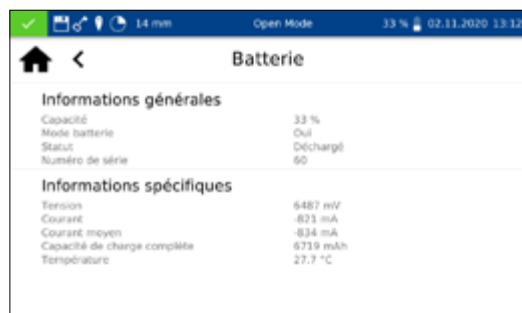 14 mm Open Mode 33 % 02.11.2020 13:12
Batterie
Informations générales
Capacité 33 %
Mode batterie Oui
Statut Déchargé
Numéro de série 60
Informations spécifiques
Tension 6487 mV
Courant -821 mA
Courant moyen -834 mA
Capacité de charge complète 6719 mAh
Température 27.7 °C